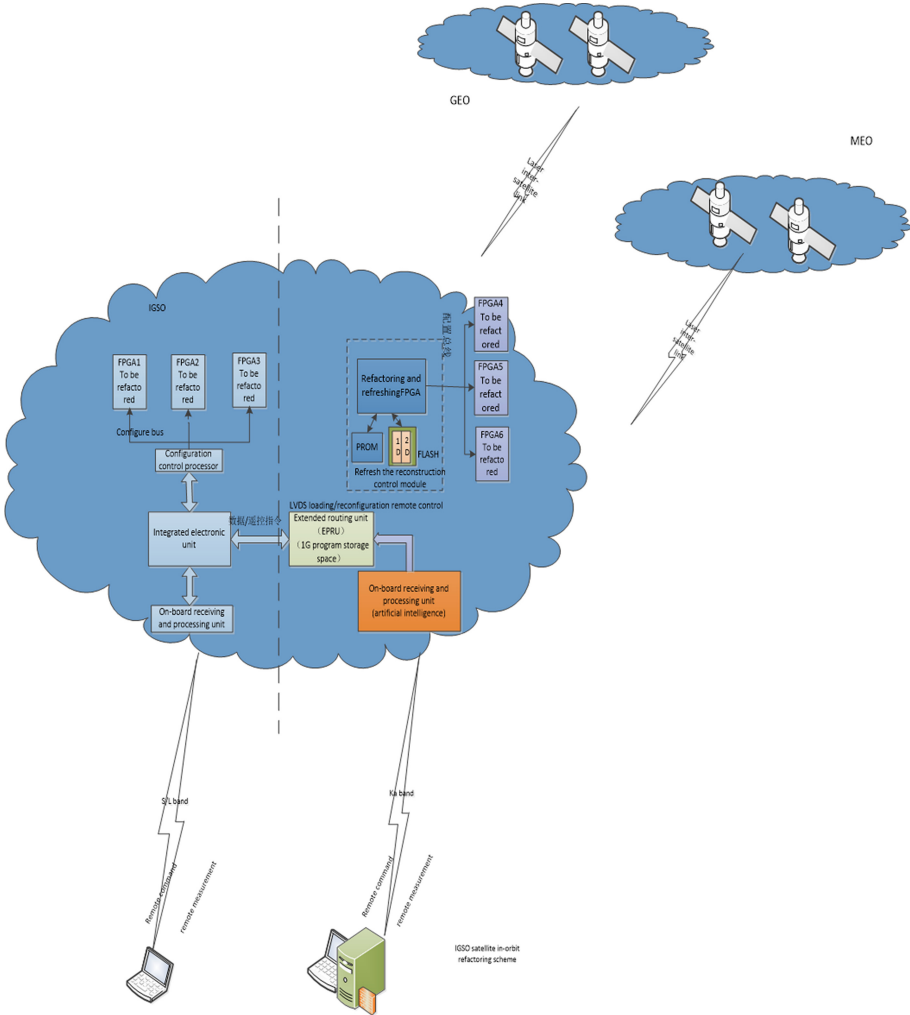 GEO
MEO
Laser
inter-
satellite
link
Laser
inter-
satellite
link
IGSO
FPGA1
To be
refacto
red
FPGA2
To be
refacto
red
FPGA3
To be
refacto
red
Configure bus
Configuration
control processor
Integrated electronic
unit
On-board receiving
and processing unit
数据/遥控指令
配置总线
Refactoring and
refreshingFPGA
PROM
1
D
2
D
FLASH
Refresh the reconstruction
control module
FPGA4
To be
refact
ored
FPGA5
To be
refact
ored
FPGA6
To be
refacto
red
LVDS loading/reconfiguration remote control
Extended routing unit
（EPRU）
（1G program storage
space）
On-board receiving and
processing unit
(artificial intelligence)
S/L band
Remote command
remote measurement
Ka band
Remote command
remote measurement
IGSO satellite in-orbit
refactoring scheme